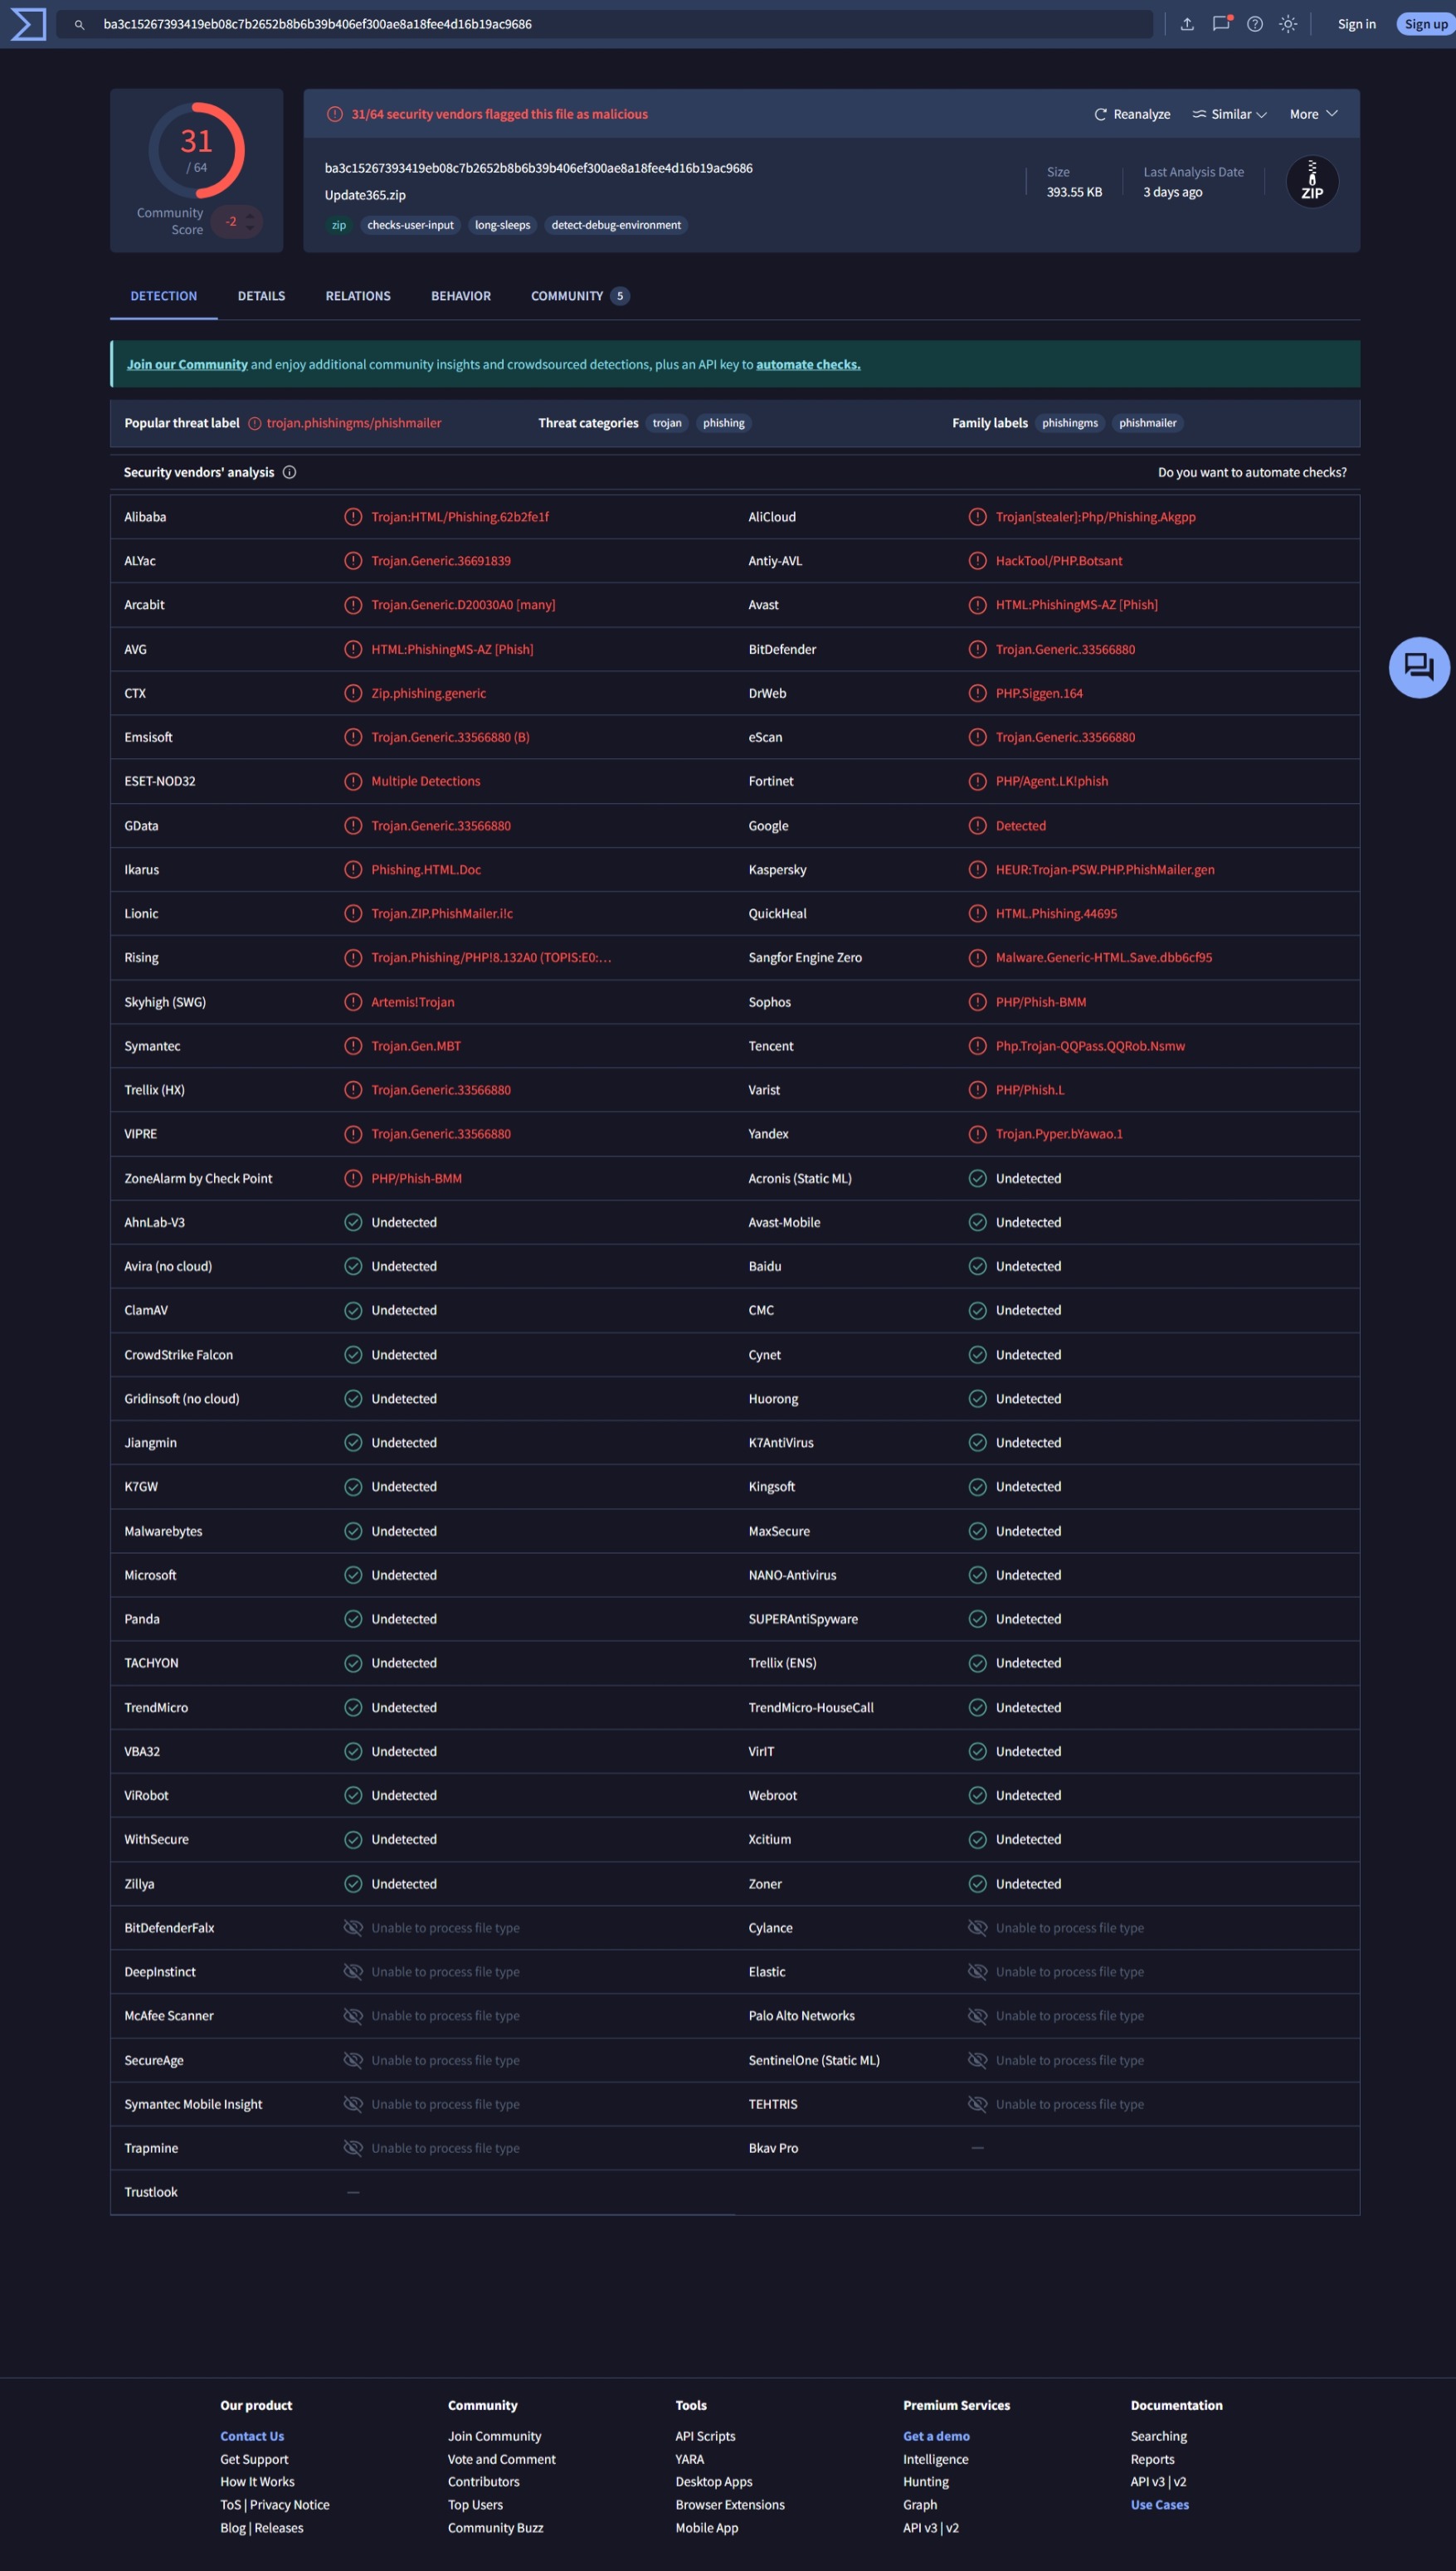 ba3c15267393419eb08c7b2652b8b6b39b406ef300ae8a18fee4d16b19ac9686 Sign in Sign up
31 / 64
Community Score -2
31/64 security vendors flagged this file as malicious Reanalyze Similar More
ba3c15267393419eb08c7b2652b8b6b39b406ef300ae8a18fee4d16b19ac9686
Update365.zip
zip checks-user-input long-sleeps detect-debug-environment
Size
393.55 KB
Last Analysis Date
3 days ago
ZIP
DETECTION DETAILS RELATIONS BEHAVIOR COMMUNITY 5
Join our Community and enjoy additional community insights and crowdsourced detections, plus an API key to automate checks.
Popular threat label trojan.phishingms/phishmailer Threat categories trojan phishing Family labels phishingms phishmailer
Security vendors' analysis Do you want to automate checks?
Alibaba Trojan:HTML/Phishing.62b2fe1f AliCloud Trojan[stealer]:Php/Phishing.Akgpp
ALYac Trojan.Generic.36691839 Antiy-AVL HackTool/PHP.Botsant
Arcabit Trojan.Generic.D20030A0 [many] Avast HTML:PhishingMS-AZ [Phish]
AVG HTML:PhishingMS-AZ [Phish] BitDefender Trojan.Generic.33566880
CTX Zip.phishing.generic DrWeb PHP.Siggen.164
Emsisoft Trojan.Generic.33566880 (B) eScan Trojan.Generic.33566880
ESET-NOD32 Multiple Detections Fortinet PHP/Agent.LK!phish
GData Trojan.Generic.33566880 Google Detected
Ikarus Phishing.HTML.Doc Kaspersky HEUR:Trojan-PSW.PHP.PhishMailer.gen
Lionic Trojan.ZIP.PhishMailer.i!c QuickHeal HTML.Phishing.44695
Rising Trojan.Phishing/PHP!8.132A0 (TOPIS:E0:… Sangfor Engine Zero Malware.Generic-HTML.Save.dbb6cf95
Skyhigh (SWG) Artemis!Trojan Sophos PHP/Phish-BMM
Symantec Trojan.Gen.MBT Tencent Php.Trojan-QQPass.QQRob.Nsmw
Trellix (HX) Trojan.Generic.33566880 Varist PHP/Phish.L
VIPRE Trojan.Generic.33566880 Yandex Trojan.Pyper.bYawao.1
ZoneAlarm by Check Point PHP/Phish-BMM Acronis (Static ML) Undetected
AhnLab-V3 Undetected Avast-Mobile Undetected
Avira (no cloud) Undetected Baidu Undetected
ClamAV Undetected CMC Undetected
CrowdStrike Falcon Undetected Cynet Undetected
Gridinsoft (no cloud) Undetected Huorong Undetected
Jiangmin Undetected K7AntiVirus Undetected
K7GW Undetected Kingsoft Undetected
Malwarebytes Undetected MaxSecure Undetected
Microsoft Undetected NANO-Antivirus Undetected
Panda Undetected SUPERAntiSpyware Undetected
TACHYON Undetected Trellix (ENS) Undetected
TrendMicro Undetected TrendMicro-HouseCall Undetected
VBA32 Undetected VirIT Undetected
ViRobot Undetected Webroot Undetected
WithSecure Undetected Xcitium Undetected
Zillya Undetected Zoner Undetected
BitDefenderFalx Unable to process file type Cylance Unable to process file type
DeepInstinct Unable to process file type Elastic Unable to process file type
McAfee Scanner Unable to process file type Palo Alto Networks Unable to process file type
SecureAge Unable to process file type SentinelOne (Static ML) Unable to process file type
Symantec Mobile Insight Unable to process file type TEHTRIS Unable to process file type
Trapmine Unable to process file type Bkav Pro —
Trustlook —
Our product Community Tools Premium Services Documentation
Contact Us Join Community API Scripts Get a demo Searching
Get Support Vote and Comment YARA Intelligence Reports
How It Works Contributors Desktop Apps Hunting API v3 | v2
ToS | Privacy Notice Top Users Browser Extensions Graph Use Cases
Blog | Releases Community Buzz Mobile App API v3 | v2